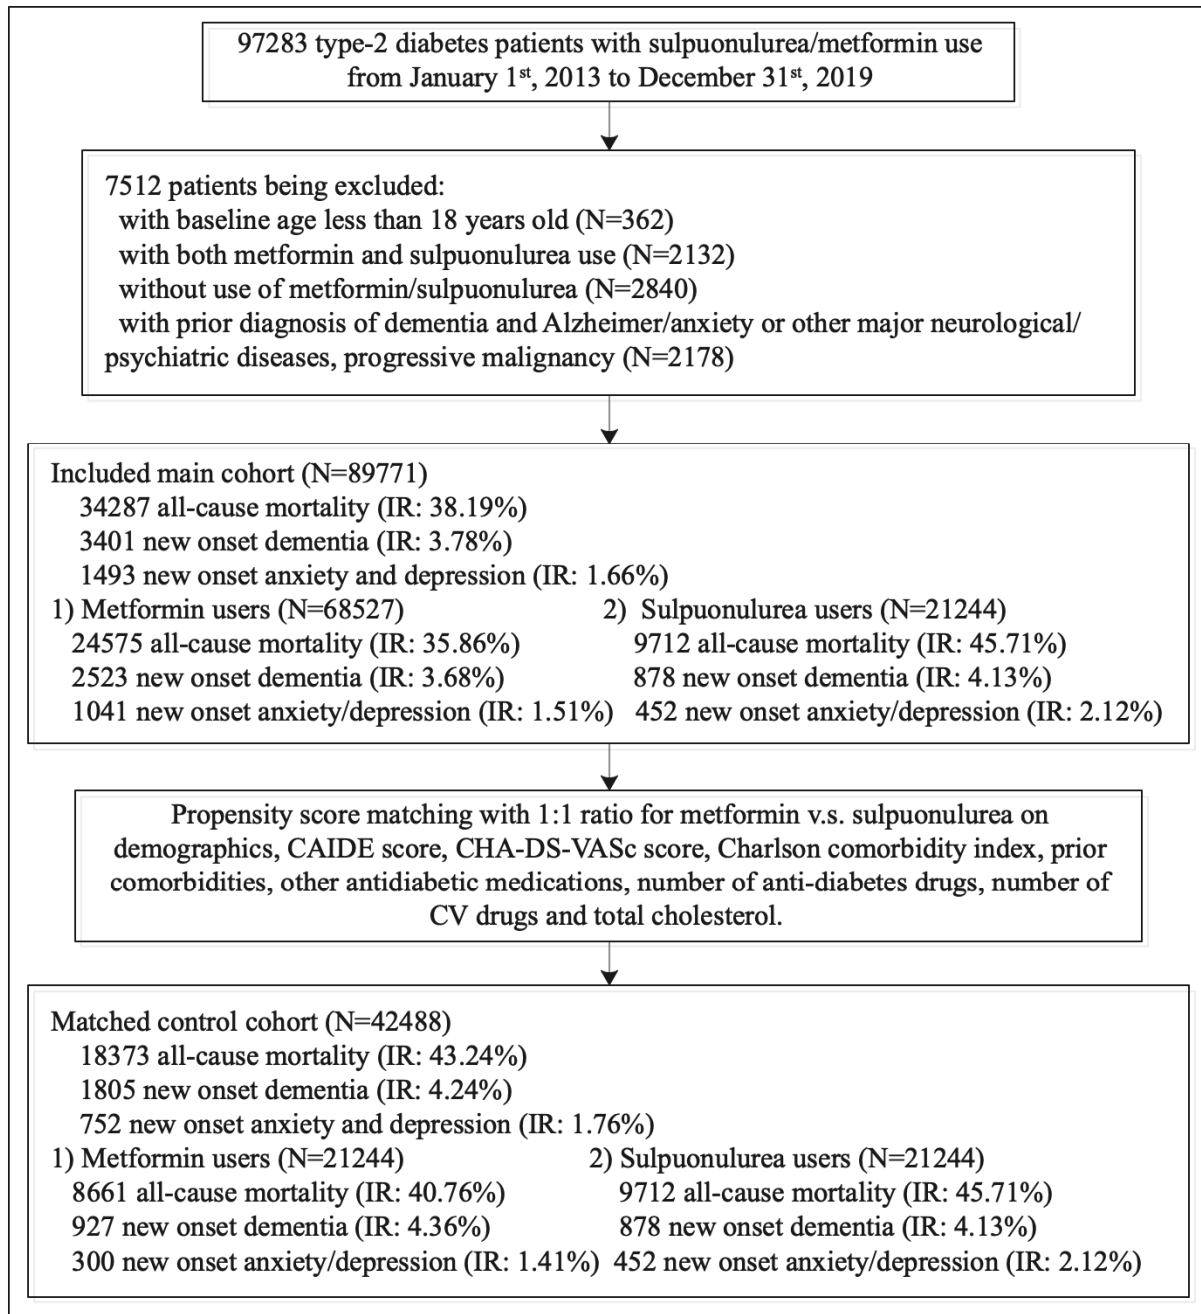 97283 type-2 diabetes patients with sulpuonulurea/metformin use
from January 1st, 2013 to December 31st, 2019
7512 patients being excluded:
with baseline age less than 18 years old (N=362)
with both metformin and sulpuonulurea use (N=2132)
without use of metformin/sulpuonulurea (N=2840)
with prior diagnosis of dementia and Alzheimer/anxiety or other major neurological/
psychiatric diseases, progressive malignancy (N=2178)
Included main cohort (N=89771)
34287 all-cause mortality (IR: 38.19%)
3401 new onset dementia (IR: 3.78%)
1493 new onset anxiety and depression (IR: 1.66%)
1) Metformin users (N=68527)
24575 all-cause mortality (IR: 35.86%)
2523 new onset dementia (IR: 3.68%)
1041 new onset anxiety/depression (IR: 1.51%)
2) Sulpuonulurea users (N=21244)
9712 all-cause mortality (IR: 45.71%)
878 new onset dementia (IR: 4.13%)
452 new onset anxiety/depression (IR: 2.12%)
Propensity score matching with 1:1 ratio for metformin v.s. sulpuonulurea on
demographics, CAIDE score, CHA-DS-VASc score, Charlson comorbidity index, prior
comorbidities, other antidiabetic medications, number of anti-diabetes drugs, number of
CV drugs and total cholesterol.
Matched control cohort (N=42488)
18373 all-cause mortality (IR: 43.24%)
1805 new onset dementia (IR: 4.24%)
752 new onset anxiety and depression (IR: 1.76%)
1) Metformin users (N=21244)
8661 all-cause mortality (IR: 40.76%)
927 new onset dementia (IR: 4.36%)
300 new onset anxiety/depression (IR: 1.41%)
2) Sulpuonulurea users (N=21244)
9712 all-cause mortality (IR: 45.71%)
878 new onset dementia (IR: 4.13%)
452 new onset anxiety/depression (IR: 2.12%)